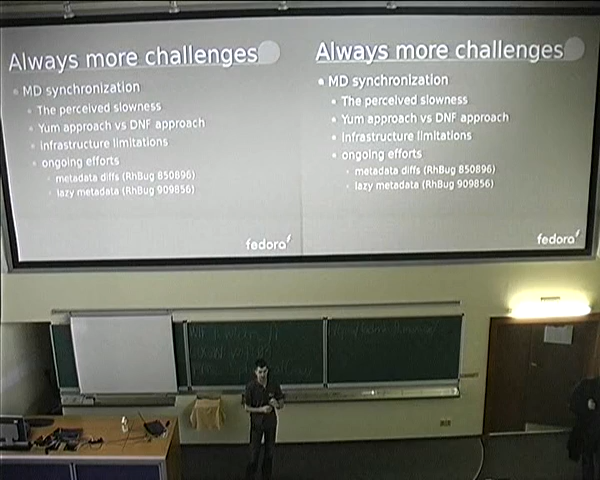 Always more challenges
MD synchronization
The perceived slowness
Yum approach vs DNF approach
infrastructure limitations
ongoing efforts
metadata diffs (RhBug 850896)
lazy metadata (RhBug 909856)
fedora
Always more challenges
MD synchronization
The perceived slowness
Yum approach vs DNF approach
infrastructure limitations
ongoing efforts
metadata diffs (RhBug 850896)
lazy metadata (RhBug 909856)
fedora